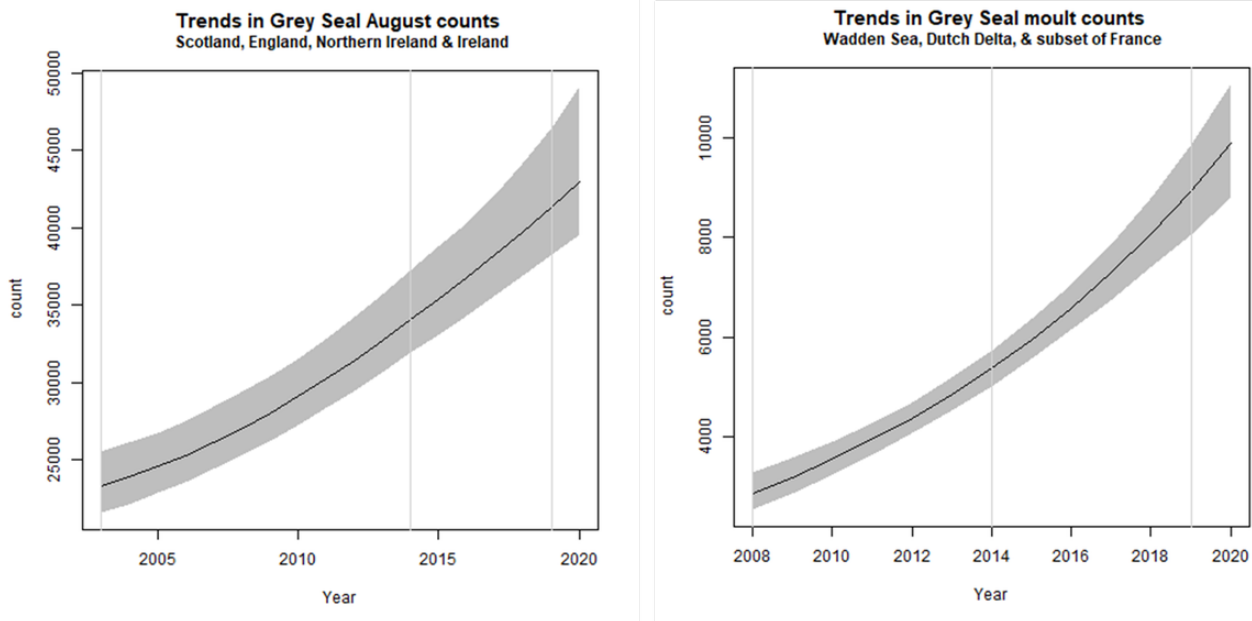 Trends in Grey Seal August counts
Scotland, England, Northern Ireland & Ireland
count
50000
45000
40000
35000
30000
25000
2005 2010 2015 2020
Year
Trends in Grey Seal moult counts
Wadden Sea, Dutch Delta, & subset of France
count
10000
8000
6000
4000
2008 2010 2012 2014 2016 2018 2020
Year